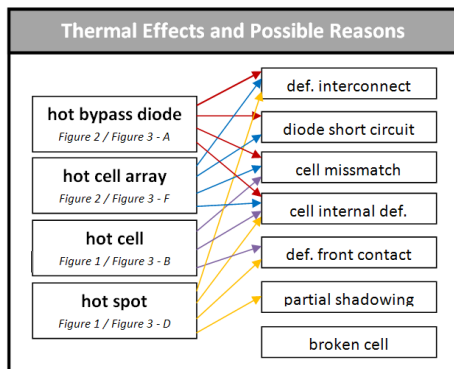 Thermal Effects and Possible Reasons
hot bypass diode
Figure 2 / Figure 3 - A
hot cell array
Figure 2 / Figure 3 - F
hot cell
Figure 1 / Figure 3 - B
hot spot
Figure 1 / Figure 3 - D
def. interconnect
diode short circuit
cell missmatch
cell internal def.
def. front contact
partial shadowing
broken cell